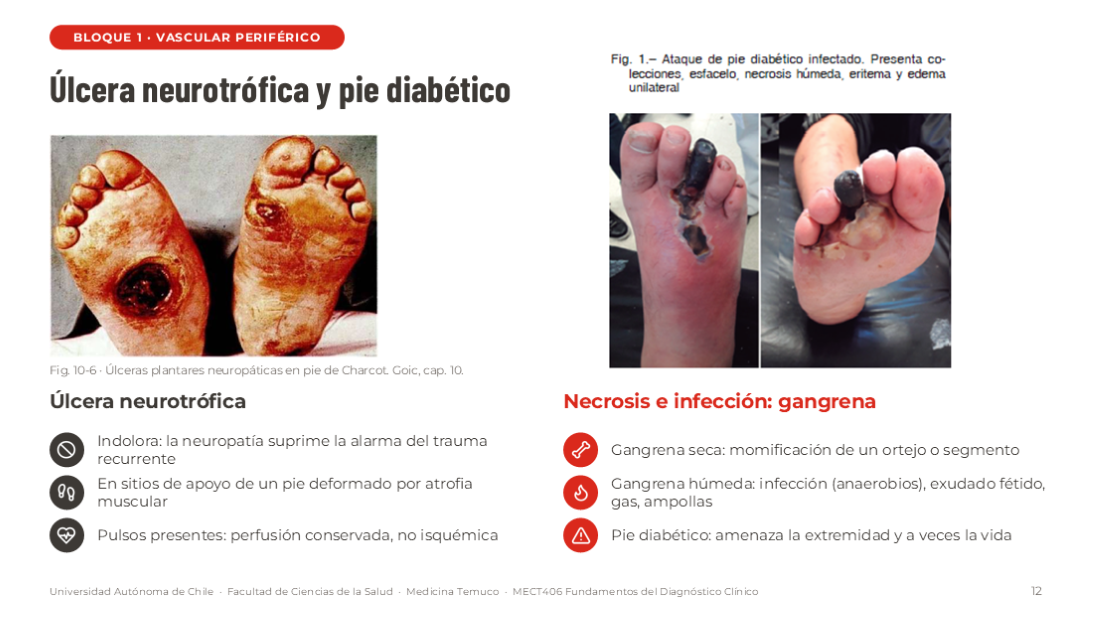 BLOQUE 1 · VASCULAR PERIFÉRICO
Úlcera neurotrófica y pie diabético
Fig. 10-6 · Úlceras plantares neuropáticas en pie de Charcot. Goic, cap. 10.
Úlcera neurotrófica
Indolora: la neuropatía suprime la alarma del trauma
recurrente
En sitios de apoyo de un pie deformado por atrofia
muscular
Pulsos presentes: perfusión conservada, no isquémica
Fig. 1.– Ataque de pie diabético infectado. Presenta co-
lecciones, esfacelo, necrosis húmeda, eritema y edema
unilateral
Necrosis e infección: gangrena
Gangrena seca: momificación de un ortejo o segmento
Gangrena húmeda: infección (anaerobios), exudado fétido,
gas, ampollas
Pie diabético: amenaza la extremidad y a veces la vida
Universidad Autónoma de Chile · Facultad de Ciencias de la Salud · Medicina Temuco · MECT406 Fundamentos del Diagnóstico Clínico
12